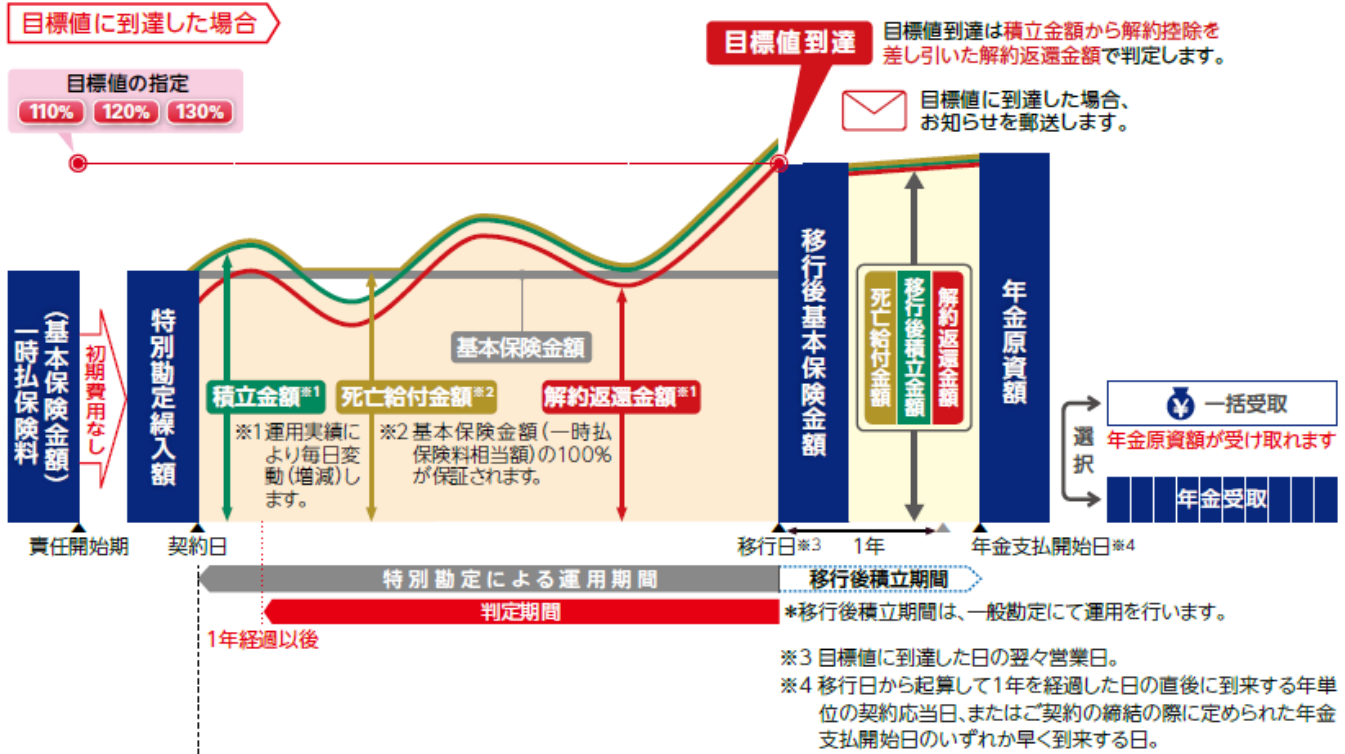 目標値に到達した場合
目標値の指定
110% 120% 130%
目標値到達
目標値到達は積立金額から解約控除を
差し引いた解約返還金額で判定します。
目標値に到達した場合、
お知らせを郵送します。
一時払保険料
(基本保険金額)
初期費用なし
特別勘定繰入額
基本保険金額
積立金額※1
※1運用実績に
より毎日変
動(増減)し
ます。
死亡給付金額※2
※2基本保険金額(一時払
保険料相当額)の100%
が保証されます。
解約返還金額※1
移行後基本保険金額
死亡給付金額
移行後積立金額
解約返還金額
年金原資額
選択
一括受取
年金原資額が受け取れます
年金受取
責任開始期
契約日
移行日※3
1年
年金支払開始日※4
特別勘定による運用期間
移行後積立期間
判定期間
*移行後積立期間は、一般勘定にて運用を行います。
1年経過以後
※3 目標値に到達した日の翌々営業日。
※4 移行日から起算して1年を経過した日の直後に到来する年単
位の契約応当日、またはご契約の締結の際に定められた年金
支払開始日のいずれか早く到来する日。